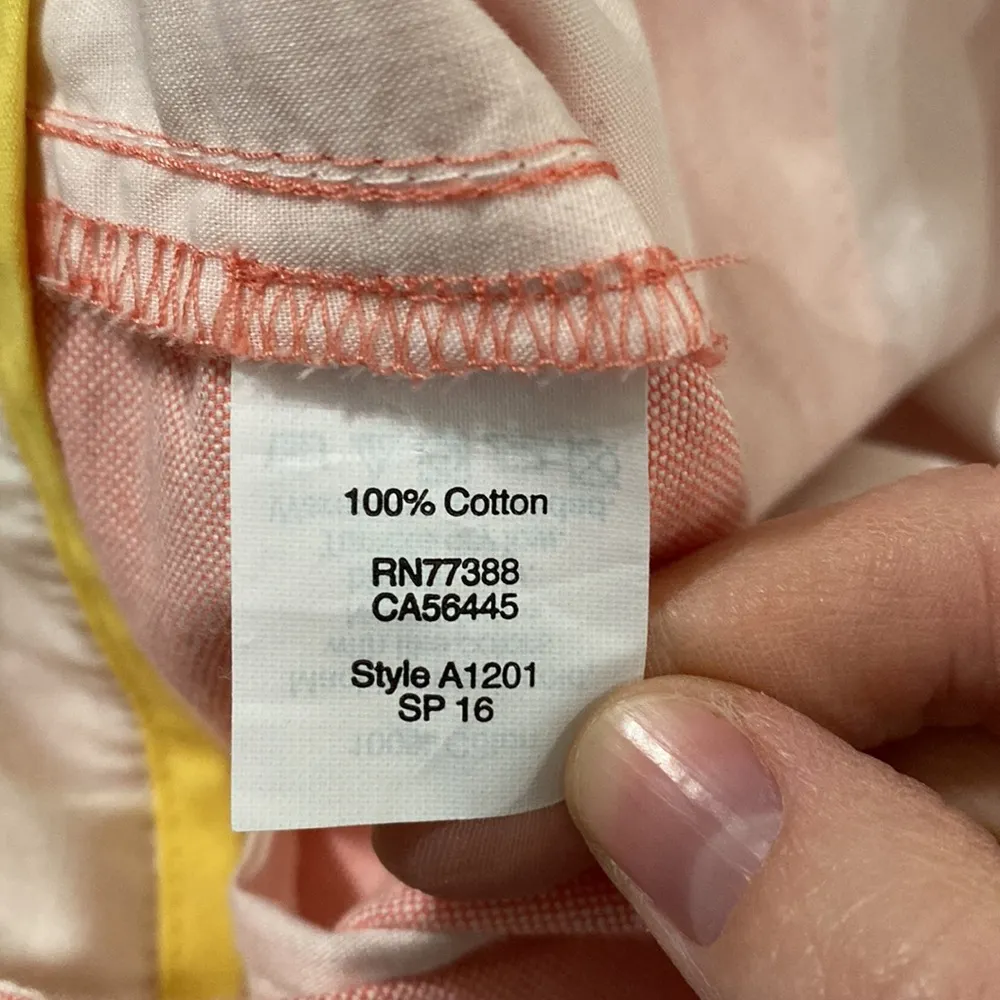 100% Cotton
RN77388
CA56445
Style A1201
SP 16